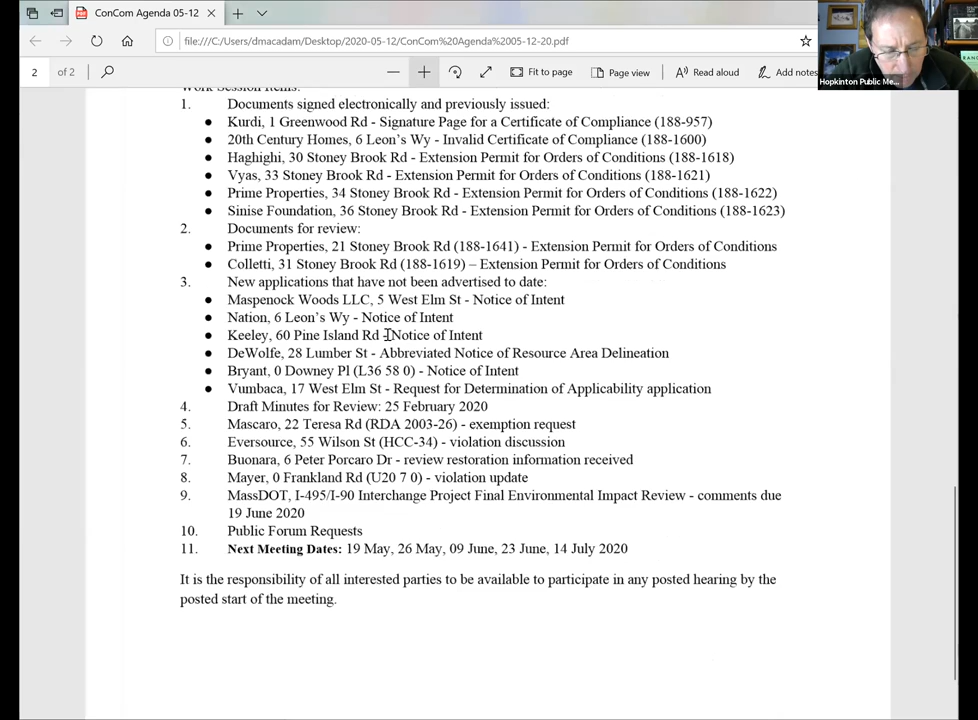 ConCom Agenda 05-12
file:///C:/Users/dmacadam/Desktop/2020-05-12/ConCom%20Agenda%2005-12-20.pdf
2 of 2
Fit to page
Page view
Read aloud
Add notes
Hopkinton Public Me...
Work Session Items:
1. Documents signed electronically and previously issued:
● Kurdi, 1 Greenwood Rd - Signature Page for a Certificate of Compliance (188-957)
● 20th Century Homes, 6 Leon's Wy - Invalid Certificate of Compliance (188-1600)
● Haghighi, 30 Stoney Brook Rd - Extension Permit for Orders of Conditions (188-1618)
● Vyas, 33 Stoney Brook Rd - Extension Permit for Orders of Conditions (188-1621)
● Prime Properties, 34 Stoney Brook Rd - Extension Permit for Orders of Conditions (188-1622)
● Sinise Foundation, 36 Stoney Brook Rd - Extension Permit for Orders of Conditions (188-1623)
2. Documents for review:
● Prime Properties, 21 Stoney Brook Rd (188-1641) - Extension Permit for Orders of Conditions
● Colletti, 31 Stoney Brook Rd (188-1619) – Extension Permit for Orders of Conditions
3. New applications that have not been advertised to date:
● Maspenock Woods LLC, 5 West Elm St - Notice of Intent
● Nation, 6 Leon's Wy - Notice of Intent
● Keeley, 60 Pine Island Rd - Notice of Intent
● DeWolfe, 28 Lumber St - Abbreviated Notice of Resource Area Delineation
● Bryant, 0 Downey Pl (L36 58 0) - Notice of Intent
● Vumbaca, 17 West Elm St - Request for Determination of Applicability application
4. Draft Minutes for Review: 25 February 2020
5. Mascaro, 22 Teresa Rd (RDA 2003-26) - exemption request
6. Eversource, 55 Wilson St (HCC-34) - violation discussion
7. Buonara, 6 Peter Porcaro Dr - review restoration information received
8. Mayer, 0 Frankland Rd (U20 7 0) - violation update
9. MassDOT, I-495/I-90 Interchange Project Final Environmental Impact Review - comments due
19 June 2020
10. Public Forum Requests
11. Next Meeting Dates: 19 May, 26 May, 09 June, 23 June, 14 July 2020
It is the responsibility of all interested parties to be available to participate in any posted hearing by the
posted start of the meeting.